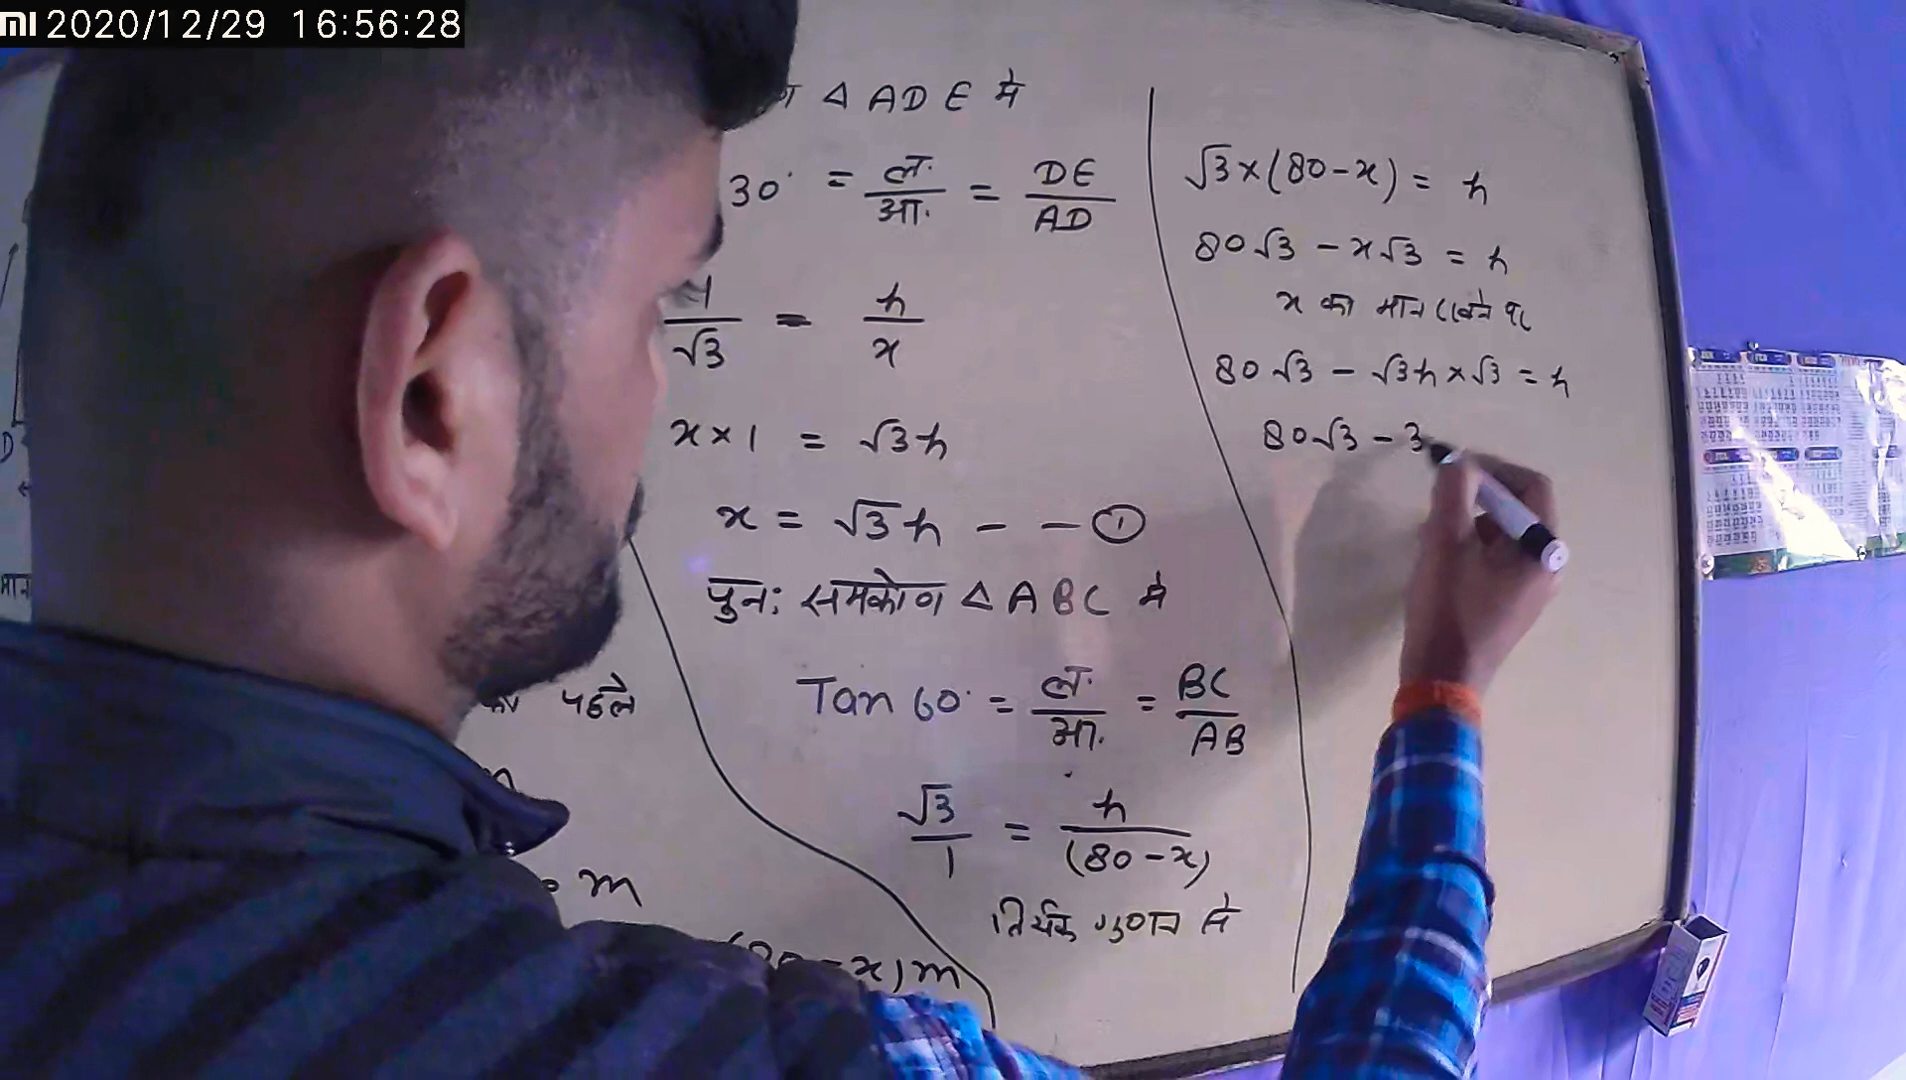 MI 2020/12/29 16:56:28
Δ ADE मे
30° = ल. / आ. = DE / AD
1 / √3 = h / x
x × 1 = √3h
x = √3h - - ①
पुनः समकोण Δ ABC मे
Tan 60° = ल. / आ. = BC / AB
√3 / 1 = h / (80 - x)
तिर्यक गुणन से
√3 × (80 - x) = h
80√3 - x√3 = h
x का मान रखने पर
80√3 - √3h × √3 = h
80√3 - 3
D
मान
पहले
m
m
- x) m